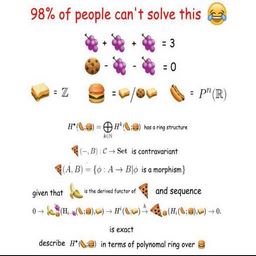 98% of people can't solve this 😂
🍇 + 🍇 + 🍇 = 3
🍪 - 🍇 - 🍇 = 0
🥪 = ℤ 🍔 = 🥪/🍪🥪 🌭 = Pⁿ(ℝ)
H•(🌭;🍔) = ⨁ₖ∈ℕ Hᵏ(🌭;🍔) has a ring structure
🍕(−, B) : C → Set is contravariant
🍕(A, B) = {ϕ : A → B|ϕ is a morphism}
given that 🍌 is the derived functor of 🍕 and sequence
is exact
describe H•(🌭;🍔) in terms of polynomal ring over 🍔